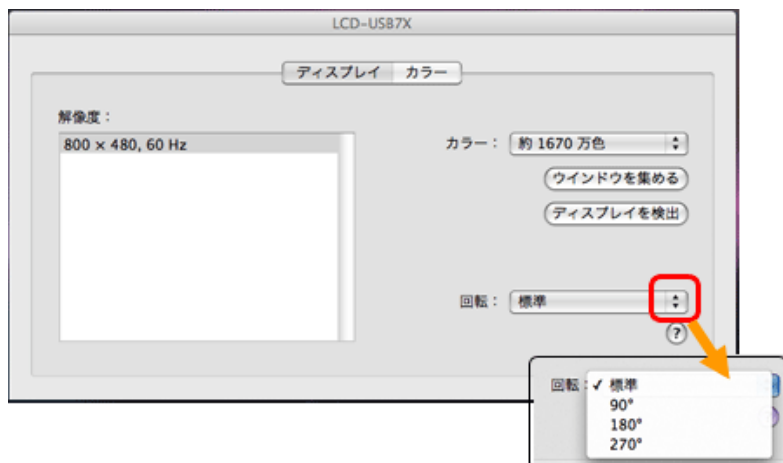 LCD-USB7X
ディスプレイ カラー
解像度：
800 × 480, 60 Hz
カラー： 約 1670 万色
ウインドウを集める
ディスプレイを検出
回転： 標準
?
回転： ✓ 標準
90°
180°
270°